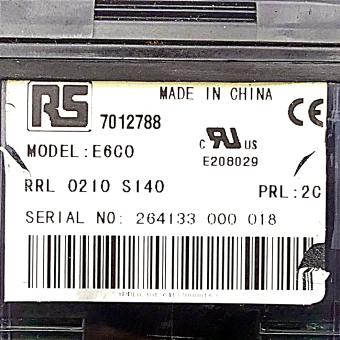 RS
MADE IN CHINA
7012788
CE
c RU US
MODEL:E6C0
E208029
RRL 0210 S140
PRL:2C
SERIAL NO: 264133 000 018